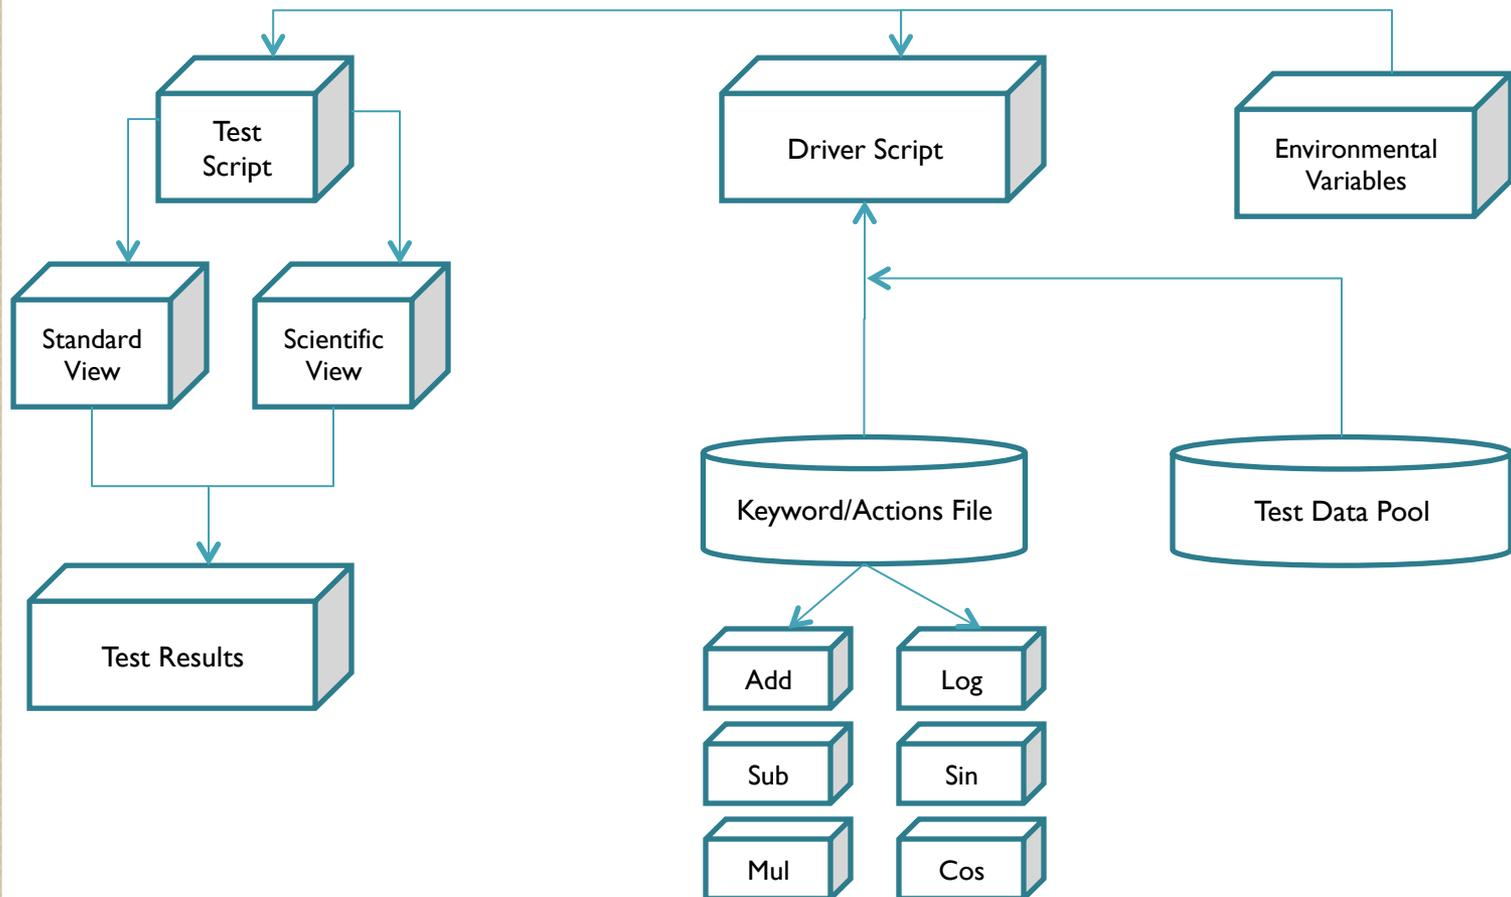 Test
Script
Driver Script
Environmental
Variables
Standard
View
Scientific
View
Keyword/Actions File
Test Data Pool
Test Results
Add
Log
Sub
Sin
Mul
Cos